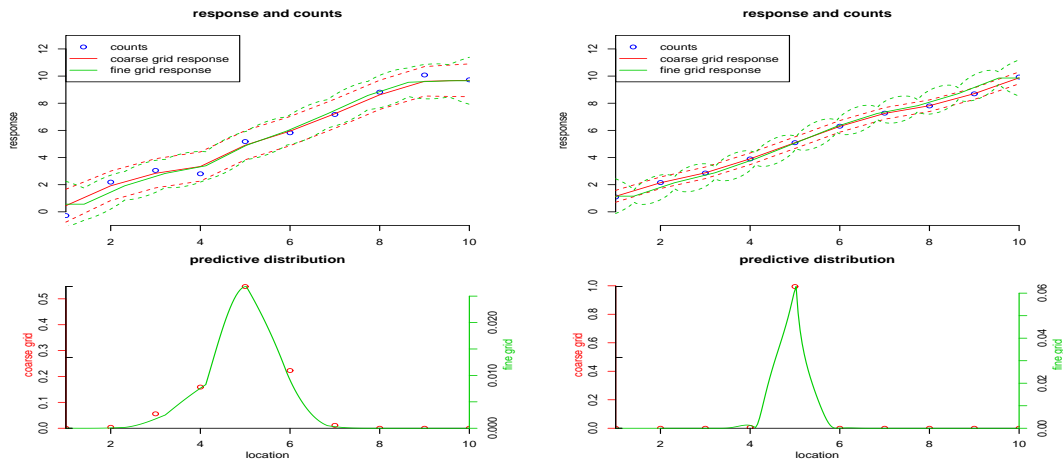 response and counts
response
12
10
8
6
4
2
0
counts
coarse grid response
fine grid response
2 4 6 8 10
predictive distribution
coarse grid
0.5
0.4
0.3
0.2
0.1
0.0
fine grid
0.020
0.010
0.000
2 4 6 8 10
location
response and counts
response
12
10
8
6
4
2
0
counts
coarse grid response
fine grid response
2 4 6 8 10
predictive distribution
coarse grid
1.0
0.8
0.6
0.4
0.2
0.0
fine grid
0.06
0.04
0.02
0.00
2 4 6 8 10
location